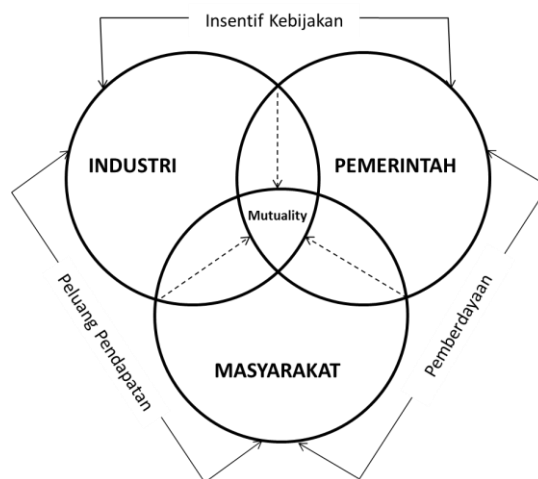 Insentif Kebijakan
INDUSTRI
PEMERINTAH
Mutuality
Peluang Pendapatan
Pemberdayaan
MASYARAKAT